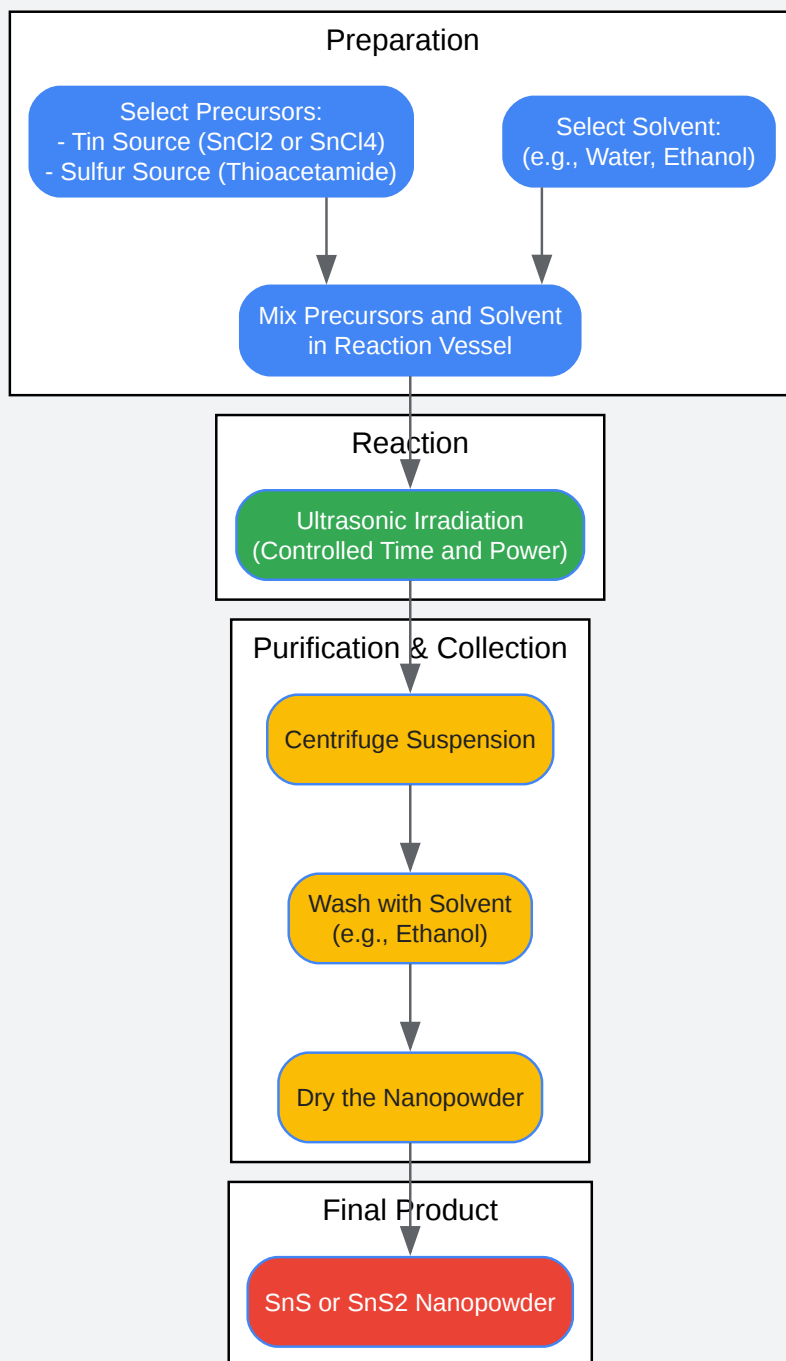 Preparation
Select Precursors:
- Tin Source (SnCl2 or SnCl4)
- Sulfur Source (Thioacetamide)
Select Solvent:
(e.g., Water, Ethanol)
Mix Precursors and Solvent
in Reaction Vessel
Reaction
Ultrasonic Irradiation
(Controlled Time and Power)
Purification & Collection
Centrifuge Suspension
Wash with Solvent
(e.g., Ethanol)
Dry the Nanopowder
Final Product
SnS or SnS2 Nanopowder